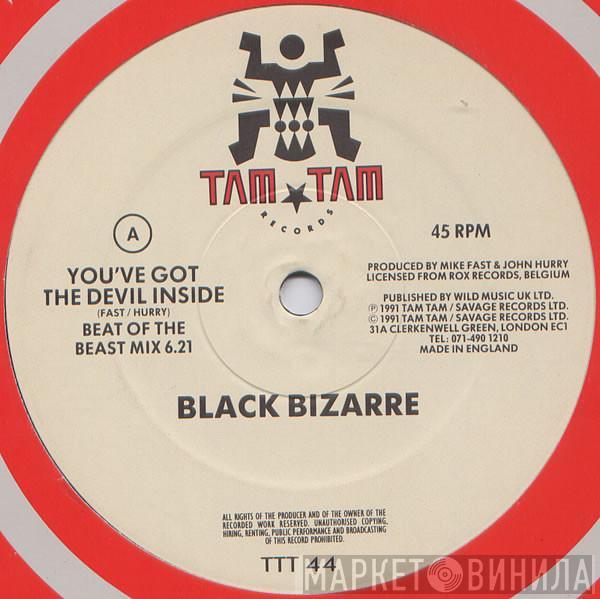 TAM TAM
RECORDS
A
45 RPM
YOU'VE GOT
THE DEVIL INSIDE
(FAST / HURRY)
BEAT OF THE
BEAST MIX 6.21
PRODUCED BY MIKE FAST & JOHN HURRY
LICENSED FROM ROX RECORDS, BELGIUM
PUBLISHED BY WILD MUSIC UK LTD.
℗ 1991 TAM TAM / SAVAGE RECORDS LTD.
© 1991 TAM TAM / SAVAGE RECORDS LTD.
31A CLERKENWELL GREEN, LONDON EC1
TEL: 071-490 1210
MADE IN ENGLAND
BLACK BIZARRE
ALL RIGHTS OF THE PRODUCER AND OF THE OWNER OF THE
RECORDED WORK RESERVED. UNAUTHORISED COPYING,
HIRING, RENTING, PUBLIC PERFORMANCE AND BROADCASTING
OF THIS RECORD PROHIBITED.
TTT 44
МАРКЕТ ВИНИЛА